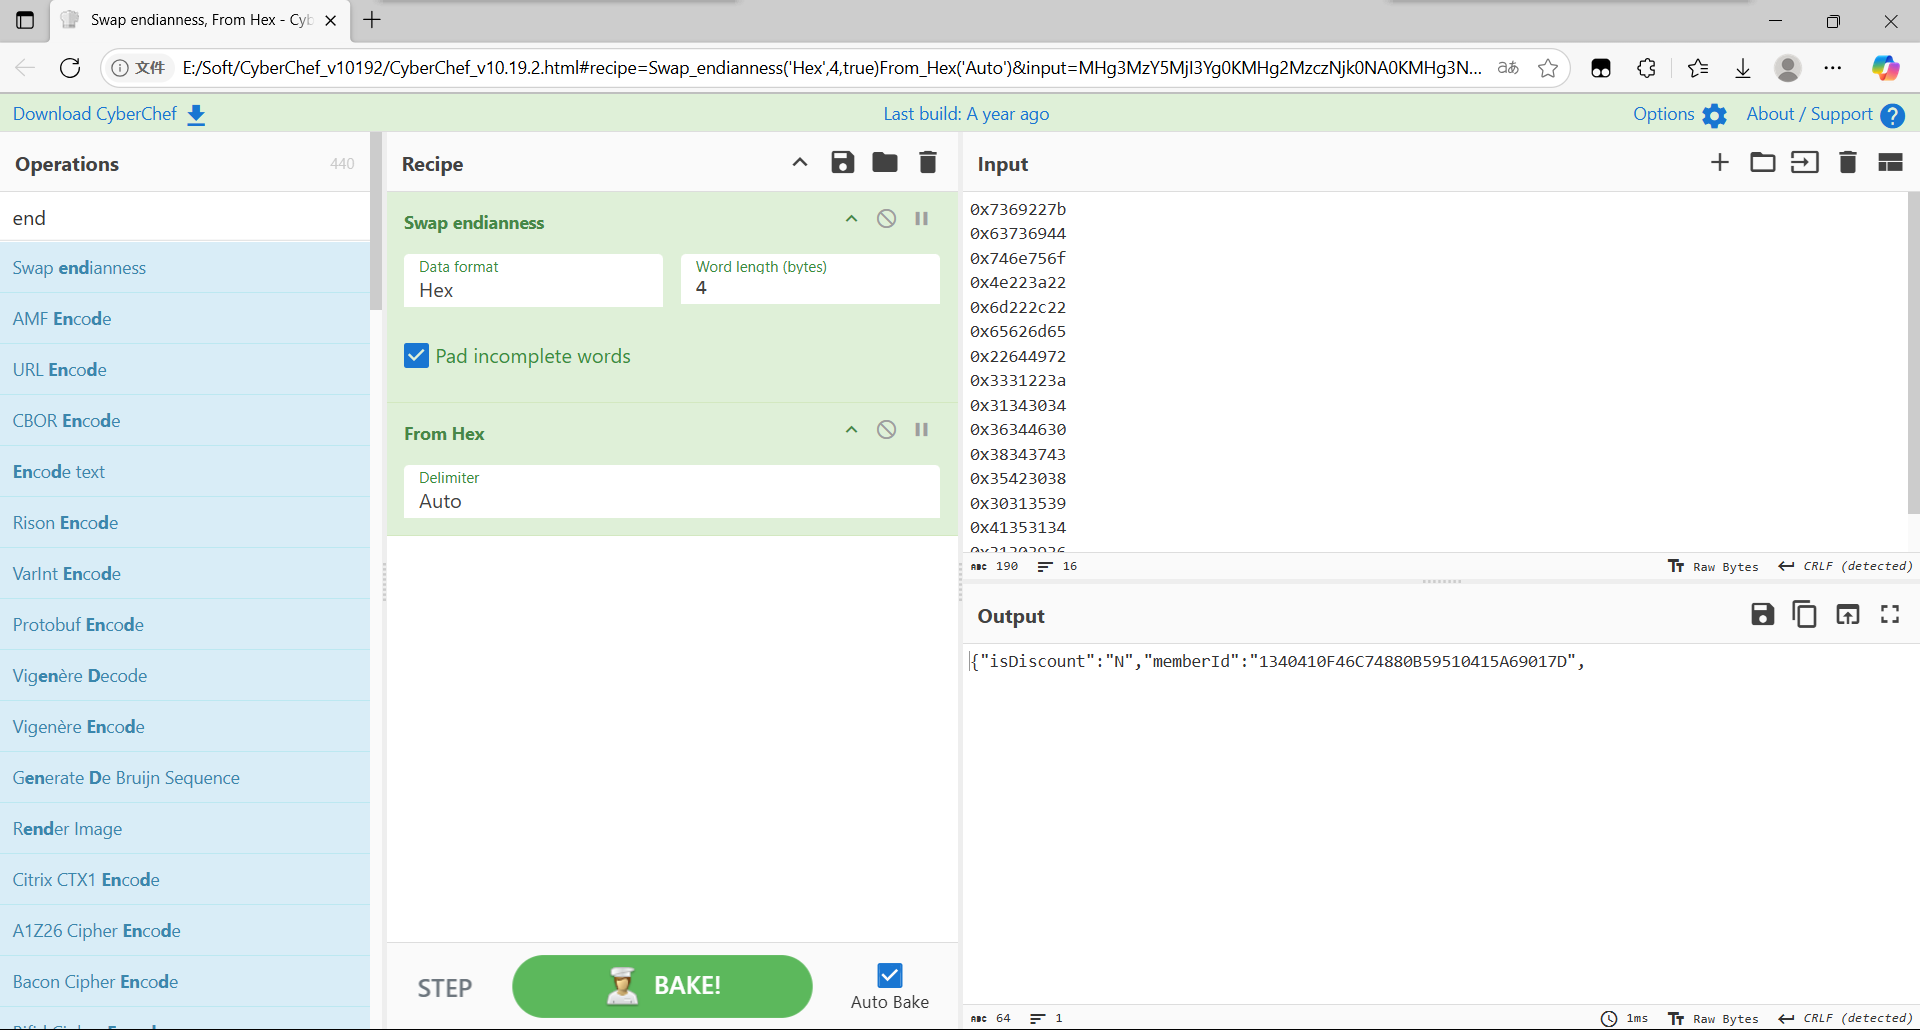 Swap endianness, From Hex - Cyb
文件
E:/Soft/CyberChef_v10192/CyberChef_v10.19.2.html#recipe=Swap_endianness('Hex',4,true)From_Hex('Auto')&input=MHg3MzY5MjI3Yg0KMHg2MzczNjk0NA0KMHg3N...
aあ
Download CyberChef
Last build: A year ago
Options
About / Support
Operations
440
end
Swap endianness
AMF Encode
URL Encode
CBOR Encode
Encode text
Rison Encode
VarInt Encode
Protobuf Encode
Vigenère Decode
Vigenère Encode
Generate De Bruijn Sequence
Render Image
Citrix CTX1 Encode
A1Z26 Cipher Encode
Bacon Cipher Encode
Recipe
Swap endianness
Data format
Hex
Word length (bytes)
4
Pad incomplete words
From Hex
Delimiter
Auto
STEP
BAKE!
Auto Bake
Input
0x7369227b
0x63736944
0x746e756f
0x4e223a22
0x6d222c22
0x65626d65
0x22644972
0x3331223a
0x31343034
0x36344630
0x38343743
0x35423038
0x30313539
0x41353134
ABC 190
16
Tт Raw Bytes
CRLF (detected)
Output
{"isDiscount":"N","memberId":"1340410F46C74880B59510415A69017D",
ABC 64
1
1ms
Tт Raw Bytes
CRLF (detected)